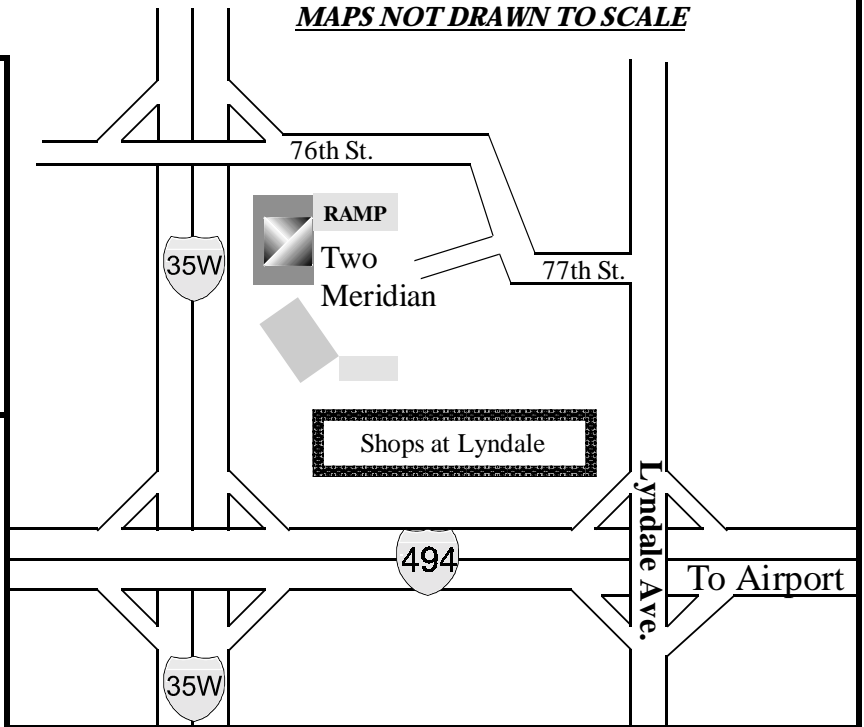 MAPS NOT DRAWN TO SCALE
76th St.
RAMP
35W
Two
Meridian
77th St.
Shops at Lyndale
Lyndale Ave.
494
To Airport
35W